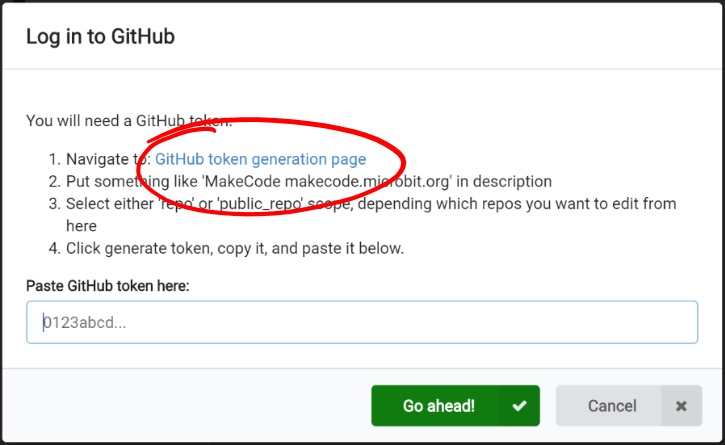 Log in to GitHub
You will need a GitHub token:
1. Navigate to: GitHub token generation page
2. Put something like 'MakeCode makecode.microbit.org' in description
3. Select either 'repo' or 'public_repo' scope, depending which repos you want to edit from
here
4. Click generate token, copy it, and paste it below.
Paste GitHub token here:
0123abcd...
Go ahead!
Cancel